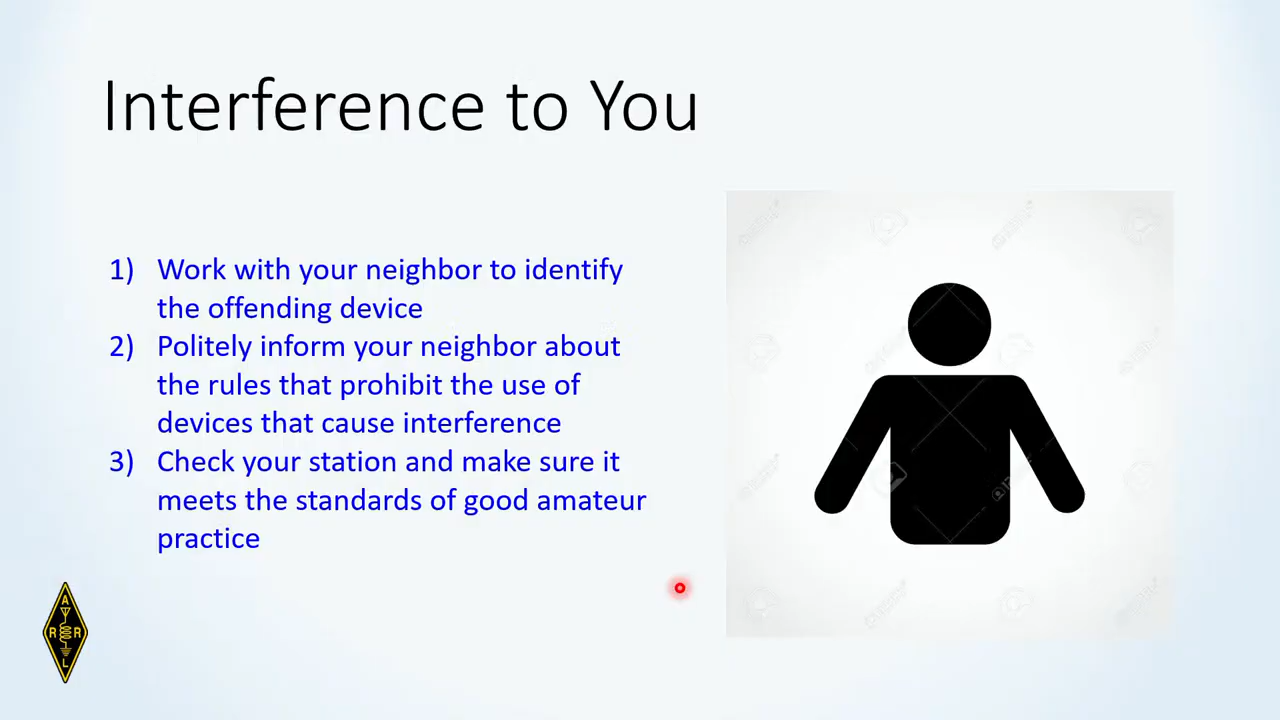 Interference to You
1) Work with your neighbor to identify
the offending device
2) Politely inform your neighbor about
the rules that prohibit the use of
devices that cause interference
3) Check your station and make sure it
meets the standards of good amateur
practice
A
R R
L